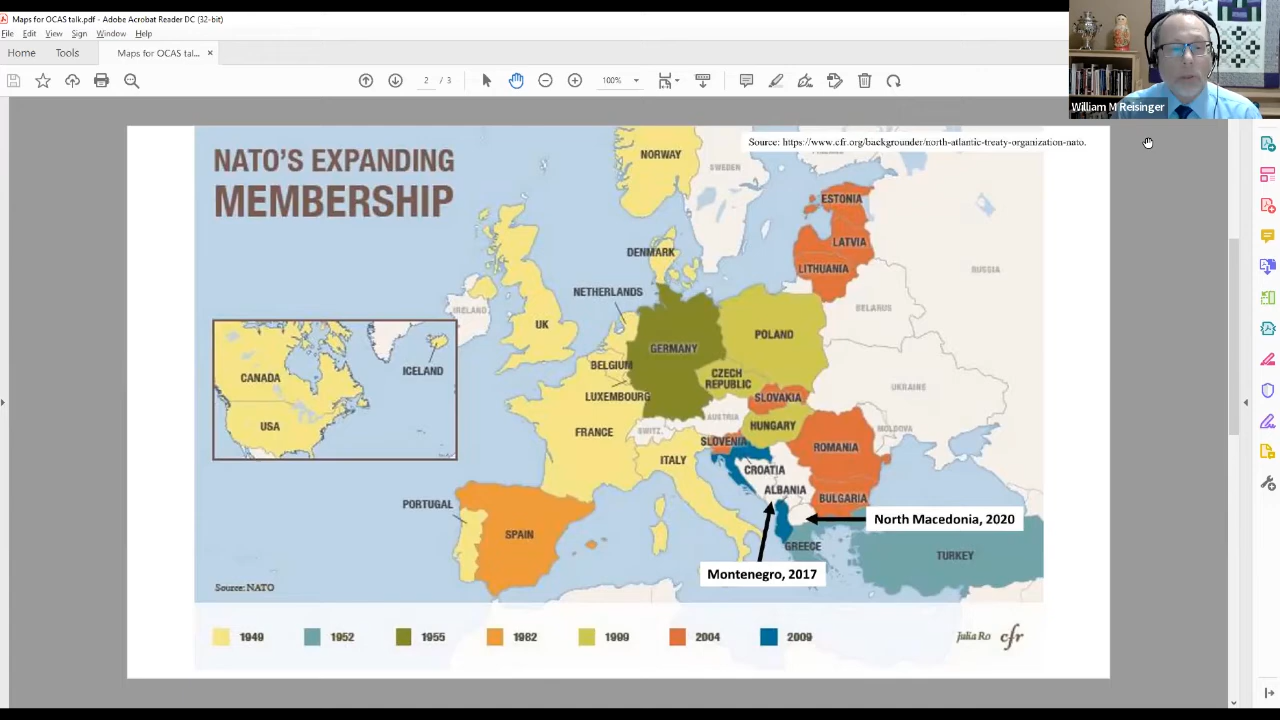 Maps for OCAS talk.pdf - Adobe Acrobat Reader DC (32-bit)
File Edit View Sign Window Help
Home Tools Maps for OCAS tal... ×
2 / 3 100%
William M Reisinger
Source: https://www.cfr.org/backgrounder/north-atlantic-treaty-organization-nato.
NATO'S EXPANDING
MEMBERSHIP
NORWAY
SWEDEN
ESTONIA
LATVIA
LITHUANIA
RUSSIA
DENMARK
NETHERLANDS
IRELAND
UK
BELARUS
GERMANY
POLAND
BELGIUM
CZECH
REPUBLIC
LUXEMBOURG
SLOVAKIA
UKRAINE
ICELAND
CANADA
USA
AUSTRIA
FRANCE
SWITZ.
HUNGARY
MOLDOVA
SLOVENIA
ROMANIA
ITALY
CROATIA
ALBANIA
BULGARIA
PORTUGAL
SPAIN
North Macedonia, 2020
GREECE
TURKEY
Montenegro, 2017
Source: NATO
1949 1952 1955 1982 1999 2004 2009
Julia Ro cfr